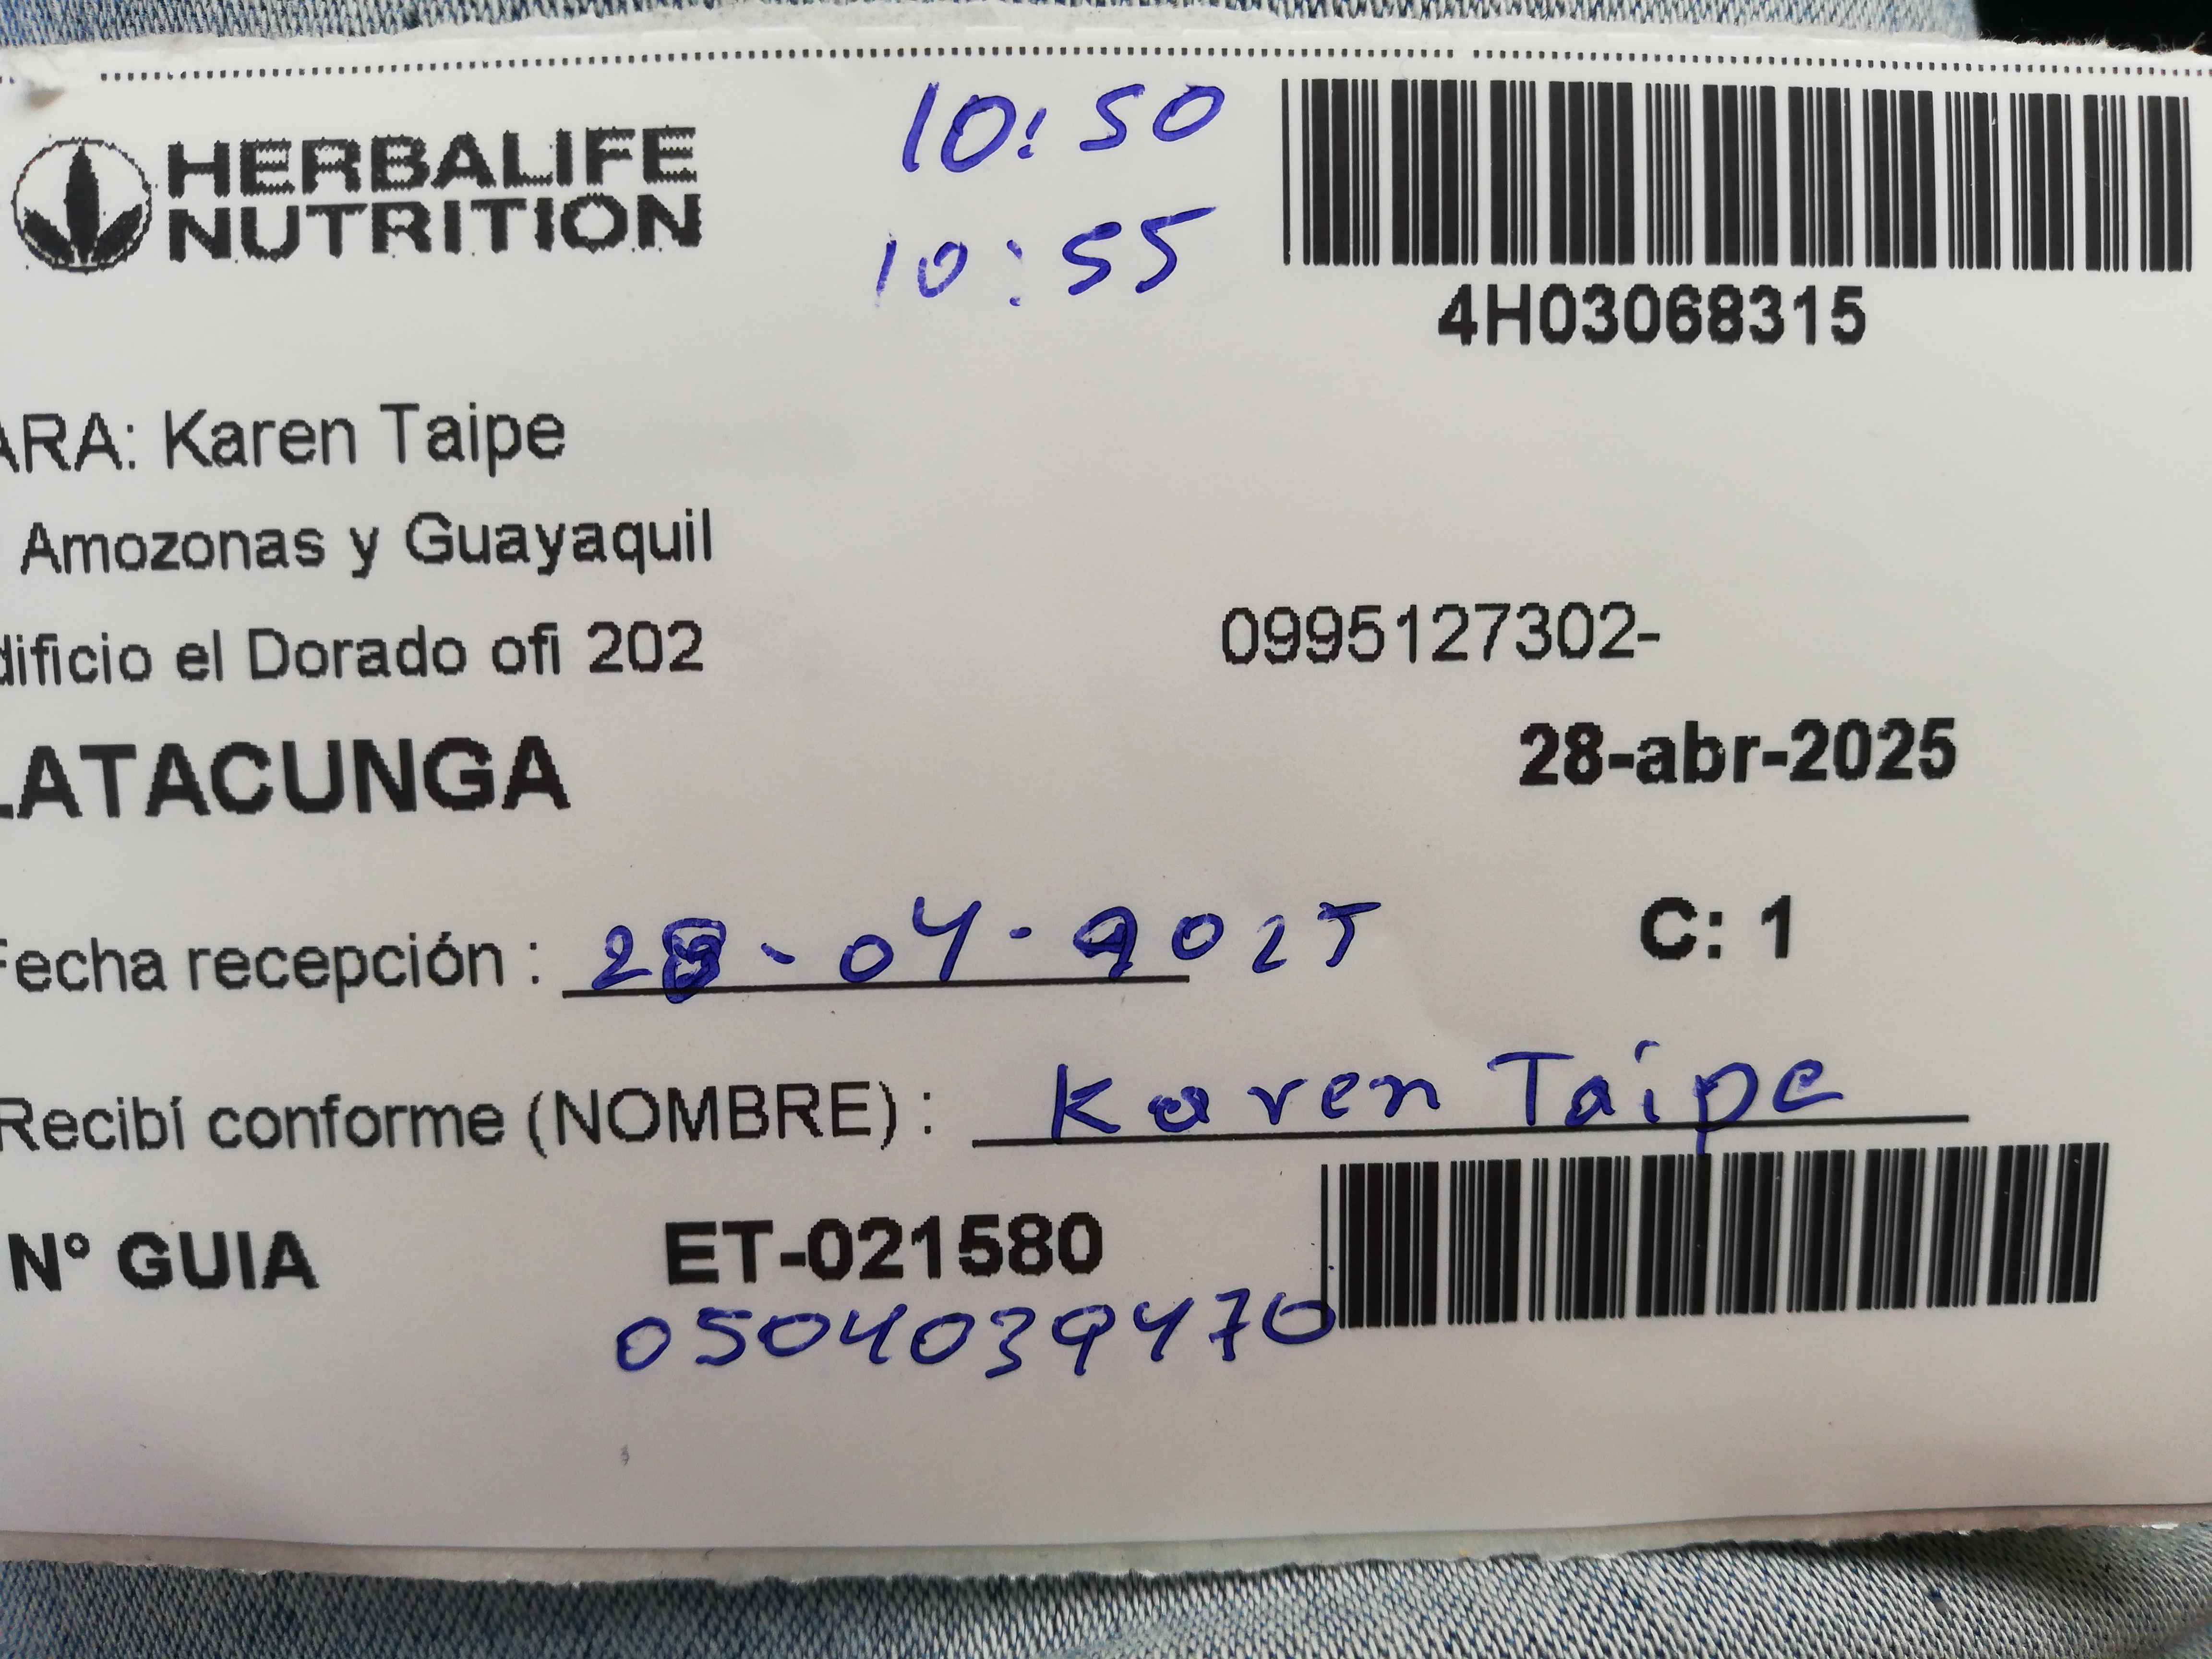 HERBALIFE
NUTRITION
10:50
10:55
4H03068315
ARA: Karen Taipe
Amozonas y Guayaquil
dificio el Dorado ofi 202
0995127302-
LATACUNGA
28-abr-2025
Fecha recepción : 28-04-2025
C: 1
Recibí conforme (NOMBRE) : Karen Taipe
N° GUIA ET-021580
0504039470